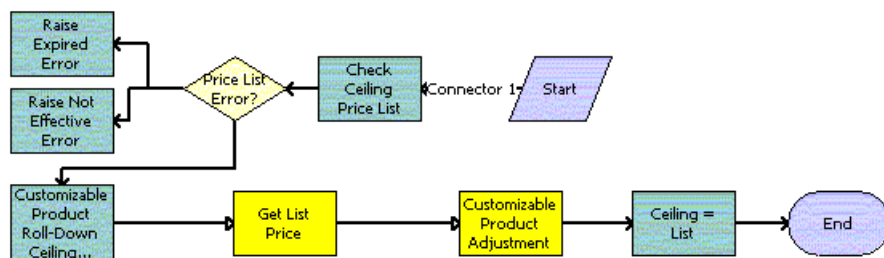 Raise
Expired
Error
Price List
Error?
Check
Ceiling
Price List
Connector 1
Start
Raise Not
Effective
Error
Customizable
Product
Roll-Down
Ceiling...
Get List
Price
Customizable
Product
Adjustment
Ceiling =
List
End